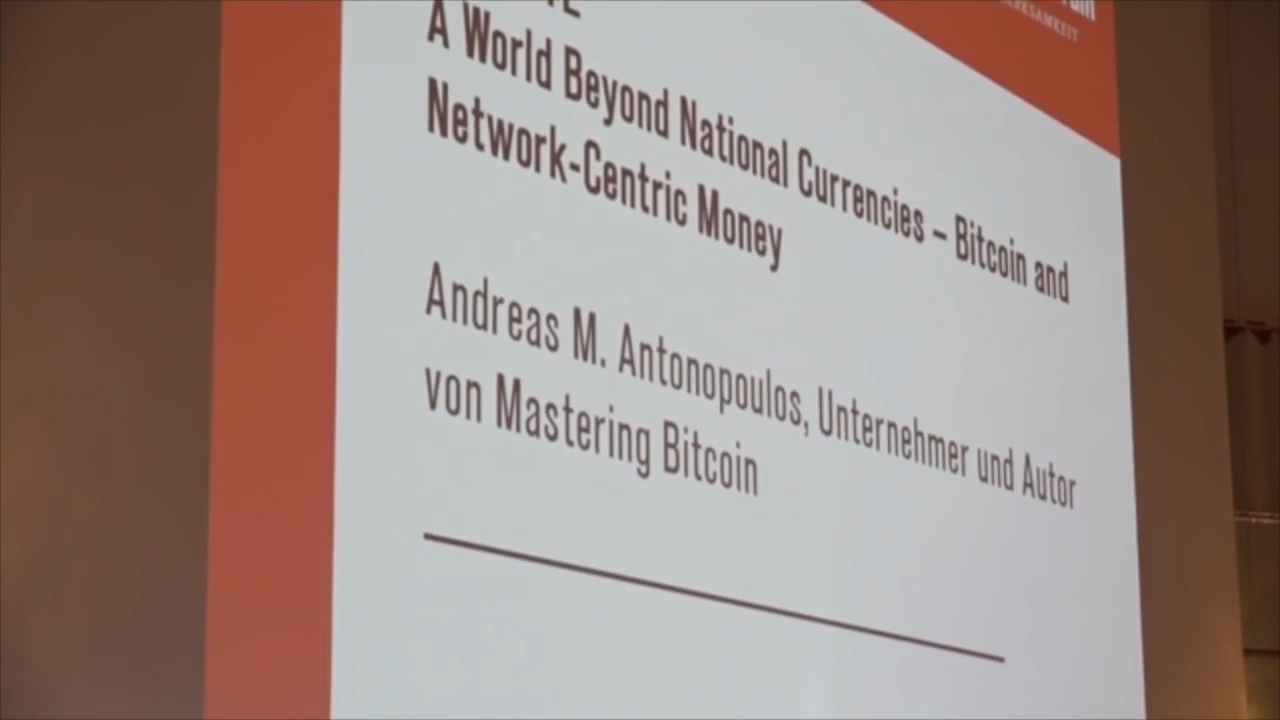 A World Beyond National Currencies – Bitcoin and
Network-Centric Money
Andreas M. Antonopoulos, Unternehmer und Autor
von Mastering Bitcoin